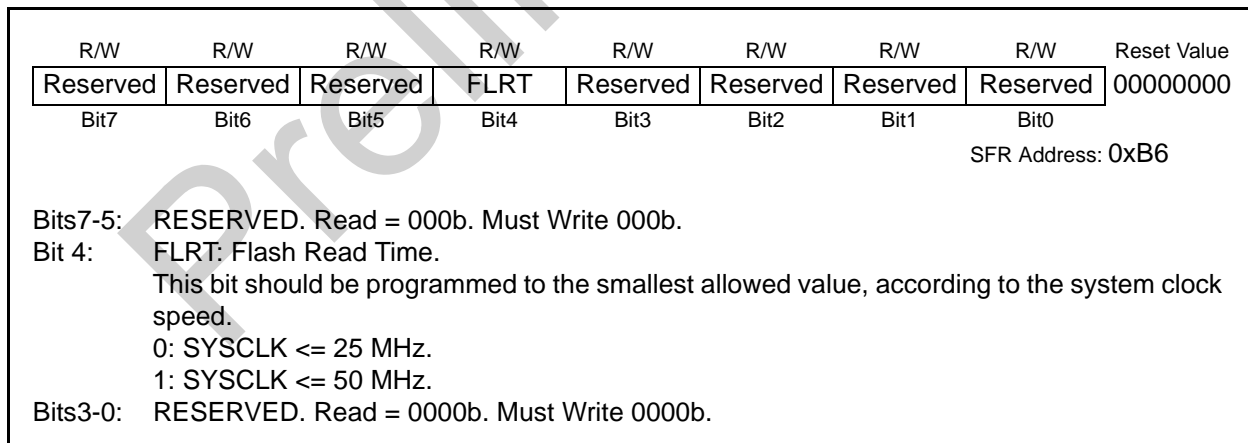 R/W R/W R/W R/W R/W R/W R/W R/W Reset Value
Reserved Reserved Reserved FLRT Reserved Reserved Reserved Reserved 00000000
Bit7 Bit6 Bit5 Bit4 Bit3 Bit2 Bit1 Bit0
SFR Address: 0xB6
Bits7-5: RESERVED. Read = 000b. Must Write 000b.
Bit 4: FLRT: Flash Read Time.
This bit should be programmed to the smallest allowed value, according to the system clock
speed.
0: SYSCLK <= 25 MHz.
1: SYSCLK <= 50 MHz.
Bits3-0: RESERVED. Read = 0000b. Must Write 0000b.
Preli